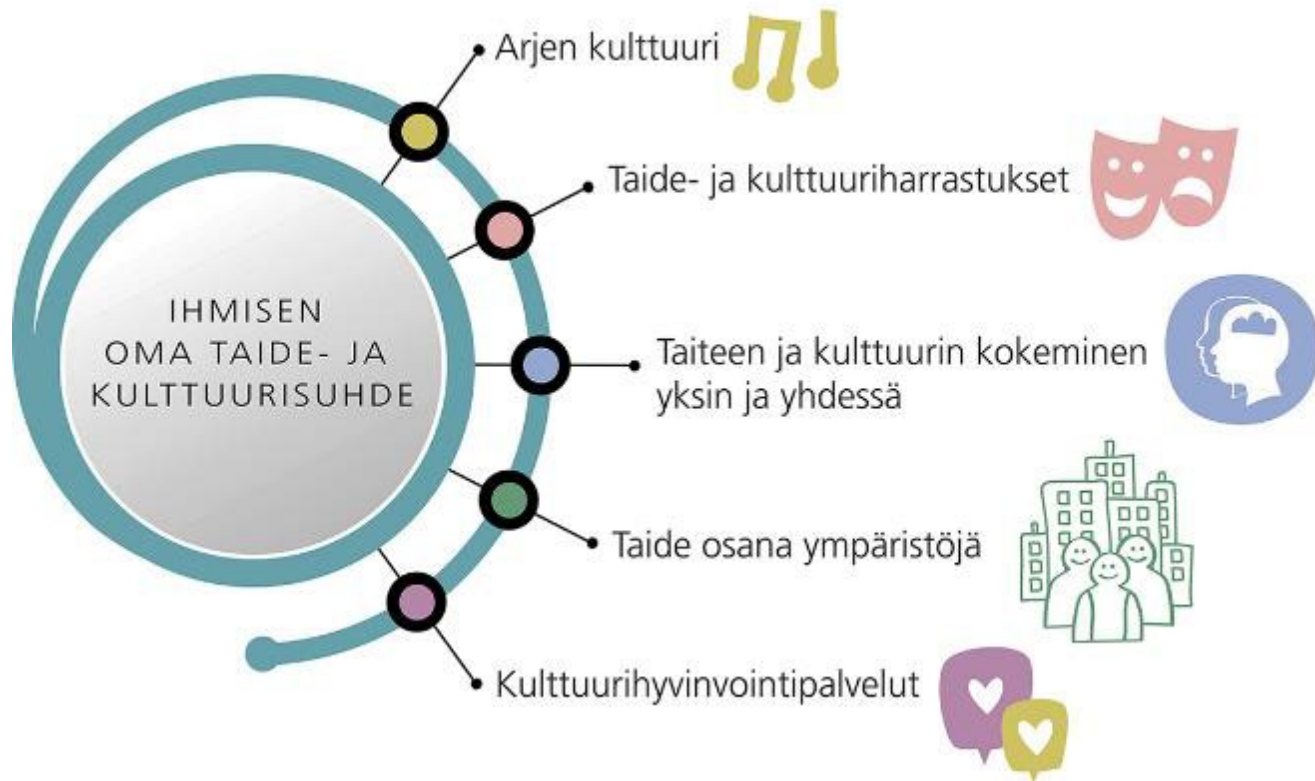 Arjen kulttuuri
Taide- ja kulttuuriharrastukset
IHMISEN
OMA TAIDE- JA
KULTTUURISUHDE
Taiteen ja kulttuurin kokeminen
yksin ja yhdessä
Taide osana ympäristöjä
Kulttuurihyvinvointipalvelut